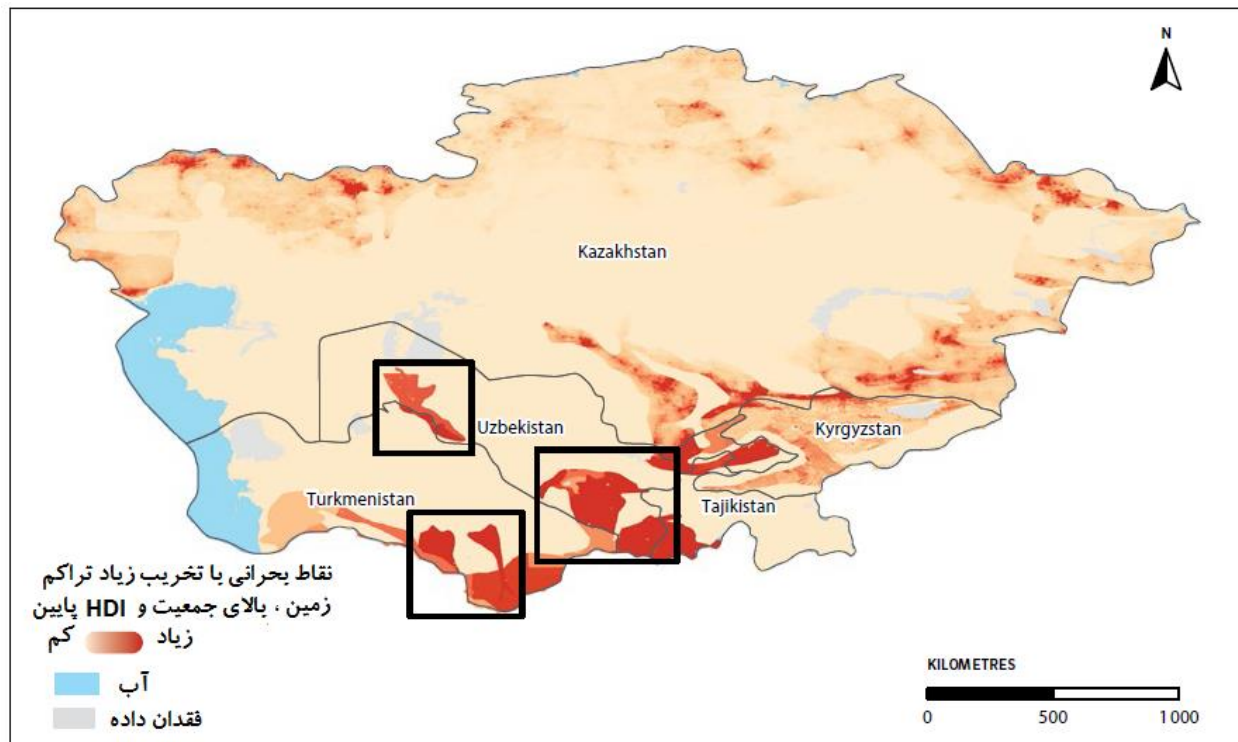 N
Kazakhstan
Uzbekistan
Kyrgyzstan
Turkmenistan
Tajikistan
نقاط بحرانی با تخریب زیاد تراکم
زمین ، بالای جمعیت و HDI پایین
زیاد کم
آب
فقدان داده
KILOMETRES
0 500 1000